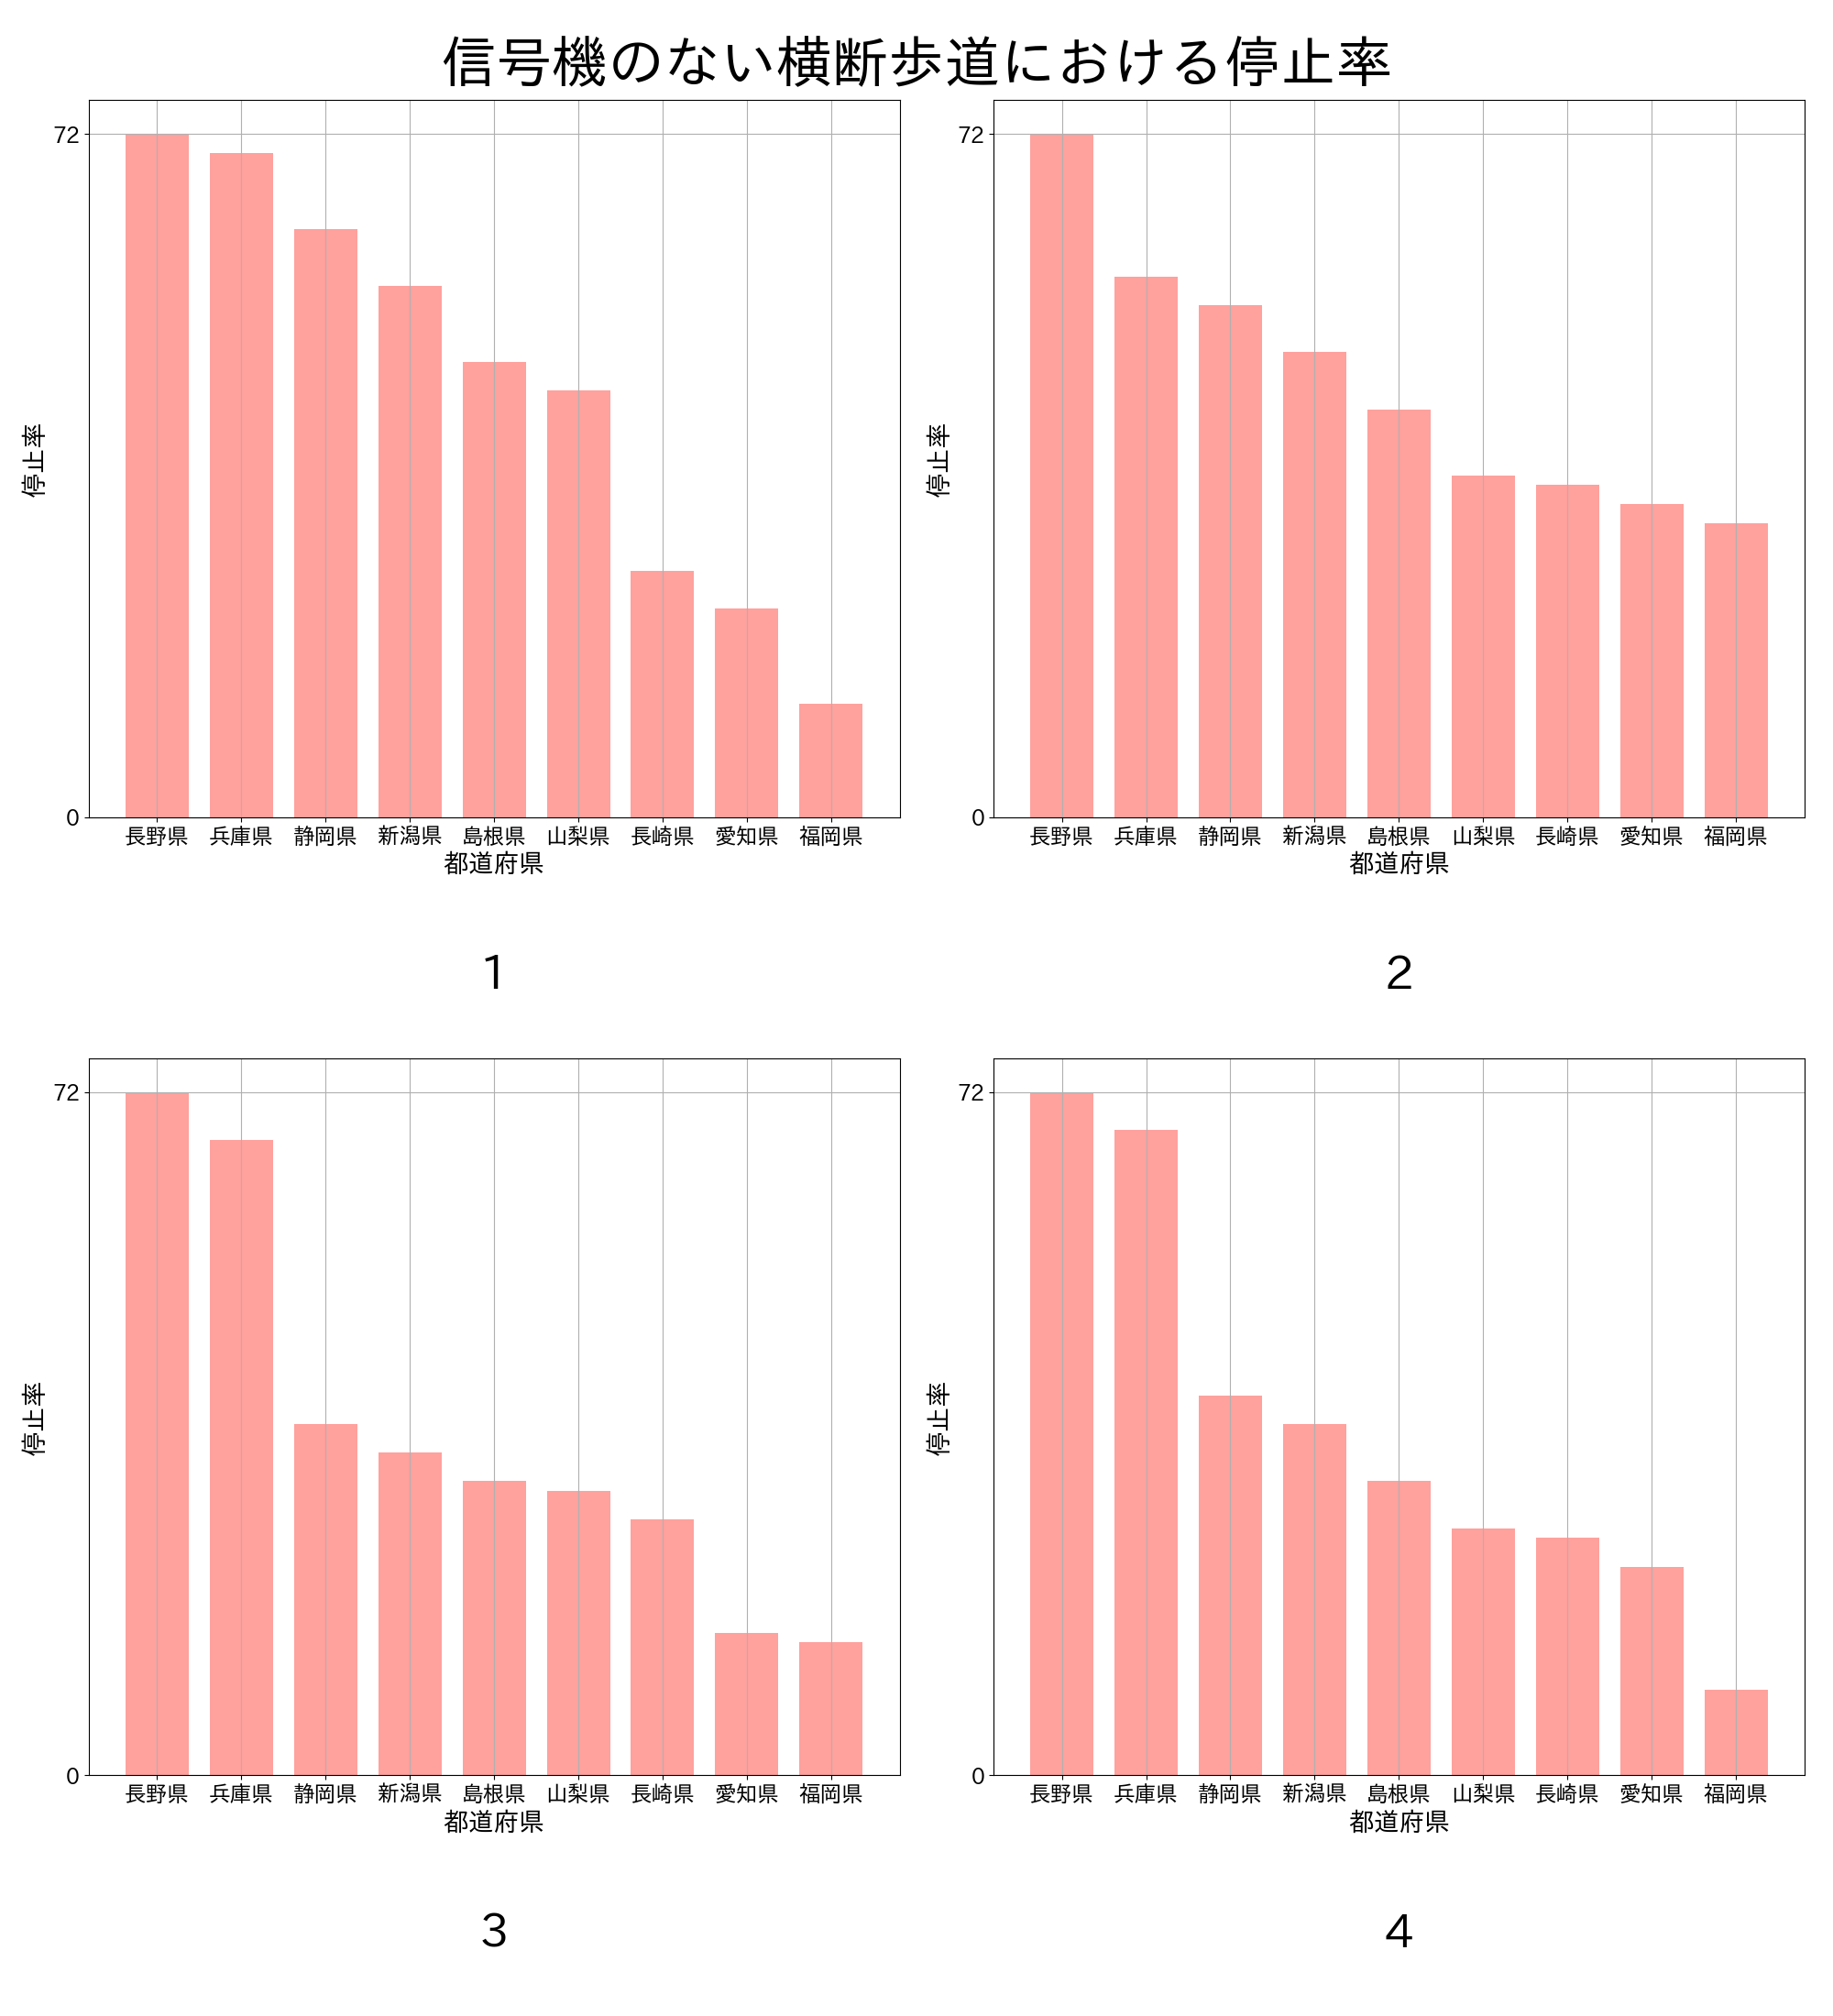 信号機のない横断歩道における停止率
72
0
停止率
長野県 兵庫県 静岡県 新潟県 島根県 山梨県 長崎県 愛知県 福岡県
都道府県
1
72
0
停止率
長野県 兵庫県 静岡県 新潟県 島根県 山梨県 長崎県 愛知県 福岡県
都道府県
2
72
0
停止率
長野県 兵庫県 静岡県 新潟県 島根県 山梨県 長崎県 愛知県 福岡県
都道府県
3
72
0
停止率
長野県 兵庫県 静岡県 新潟県 島根県 山梨県 長崎県 愛知県 福岡県
都道府県
4